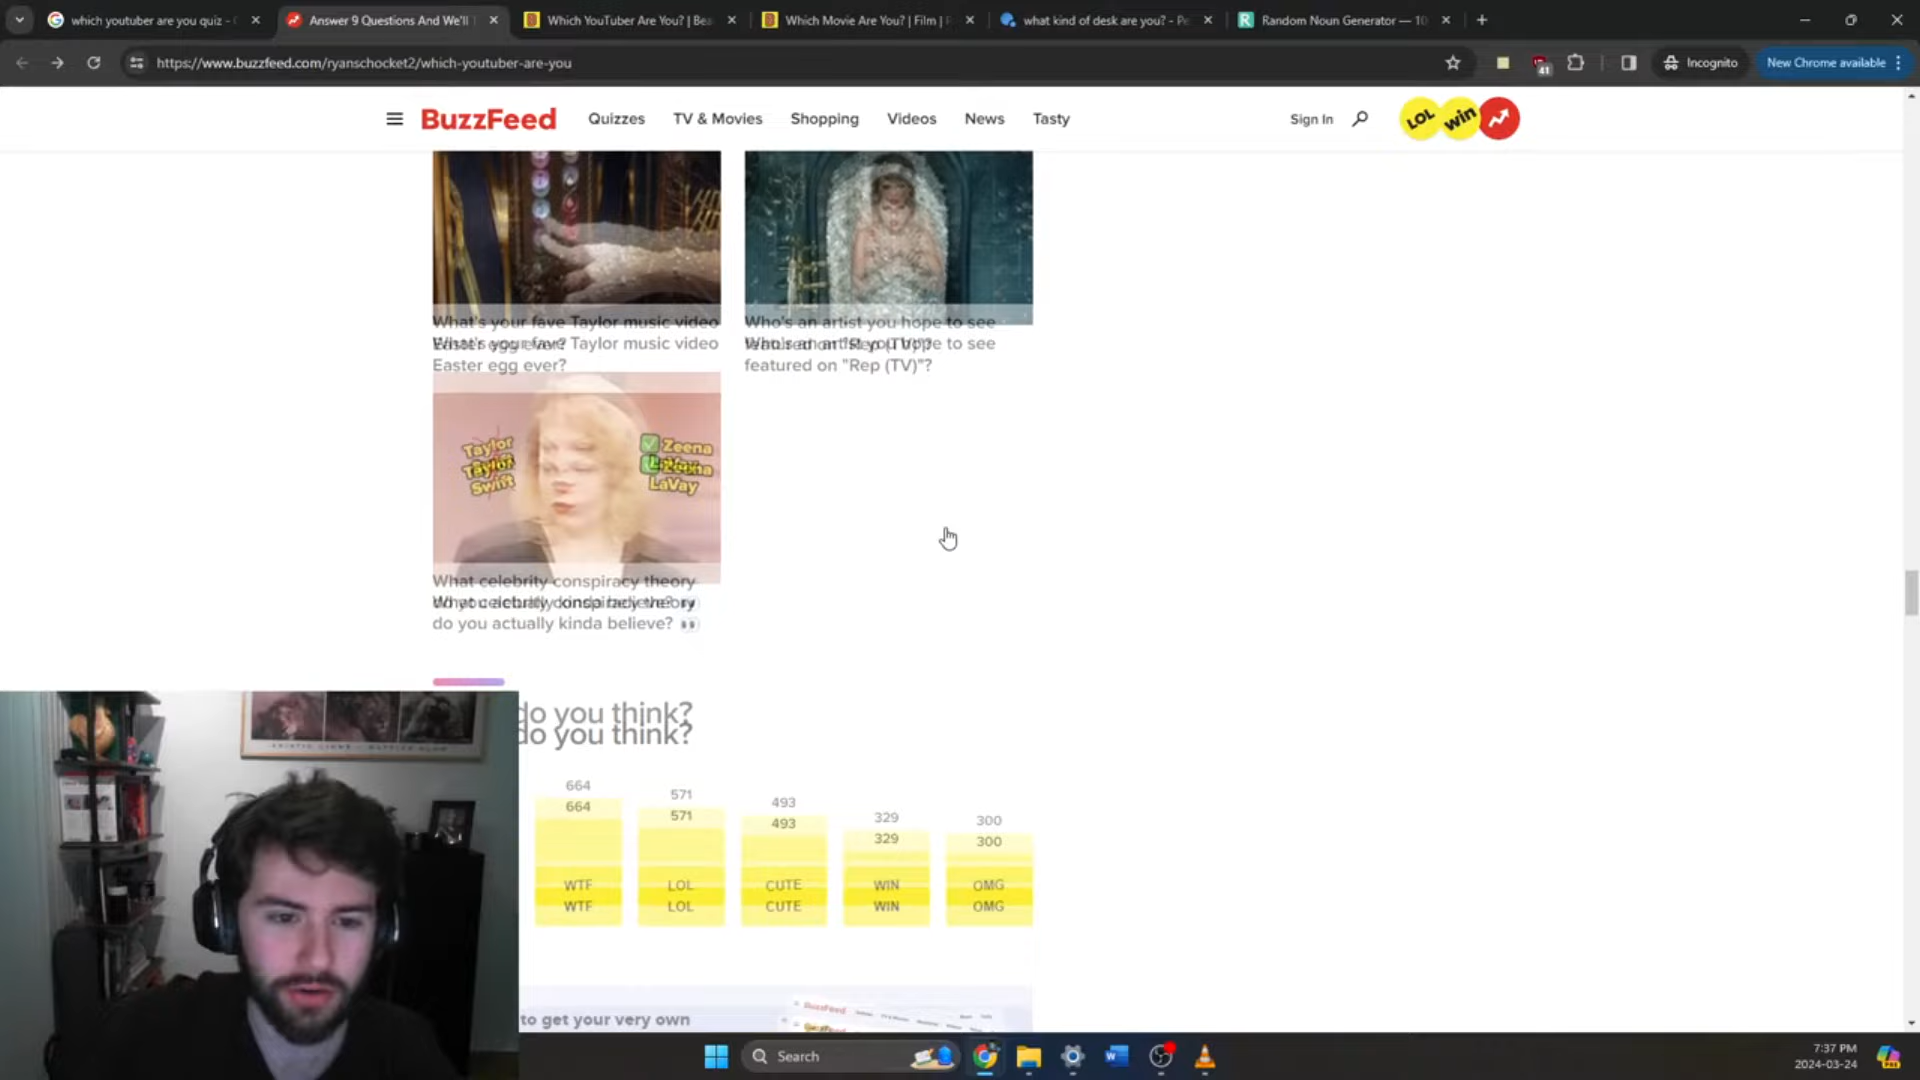 which youtuber are you quiz -
Answer 9 Questions And We'll
Which YouTuber Are You? | Bea
Which Movie Are You? | Film |
what kind of desk are you? - Pe
Random Noun Generator — 10
https://www.buzzfeed.com/ryanschocket2/which-youtuber-are-you
41
Incognito
New Chrome available
BuzzFeed
Quizzes
TV & Movies
Shopping
Videos
News
Tasty
Sign In
LOL
win
What's your fave Taylor music video
Easter egg ever?
Who's an artist you hope to see
featured on "Rep (TV)"?
Taylor
Swift
Zeena
LaVay
What celebrity conspiracy theory
do you actually kinda believe? 👀
do you think?
664
571
493
329
300
WTF
LOL
CUTE
WIN
OMG
to get your very own
BuzzFeed
Search
7:37 PM
2024-03-24